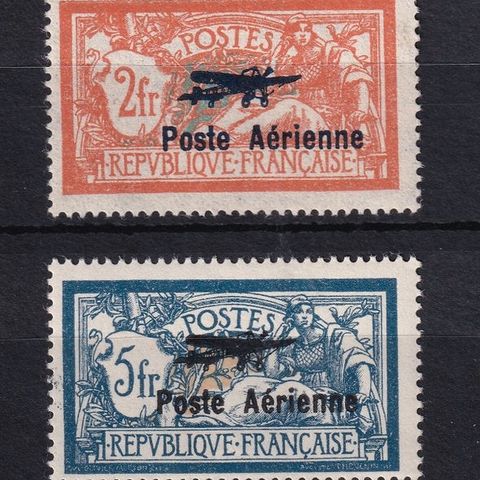 POSTES
2fr
Poste Aérienne
·REPVBLIQVE·FRANÇAISE·
POSTES
5fr
Poste Aérienne
·REPVBLIQVE·FRANÇAISE·